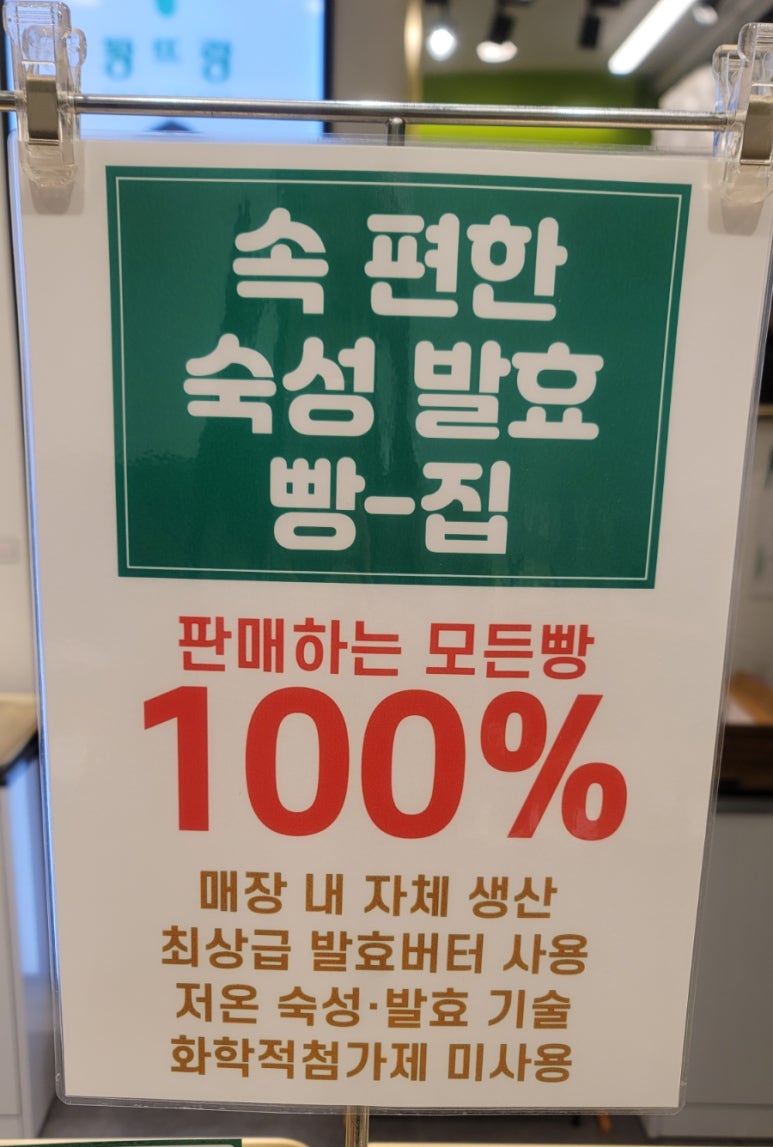 속 편한
숙성 발효
빵-집
판매하는 모든빵
100%
매장 내 자체 생산
최상급 발효버터 사용
저온 숙성·발효 기술
화학적첨가제 미사용